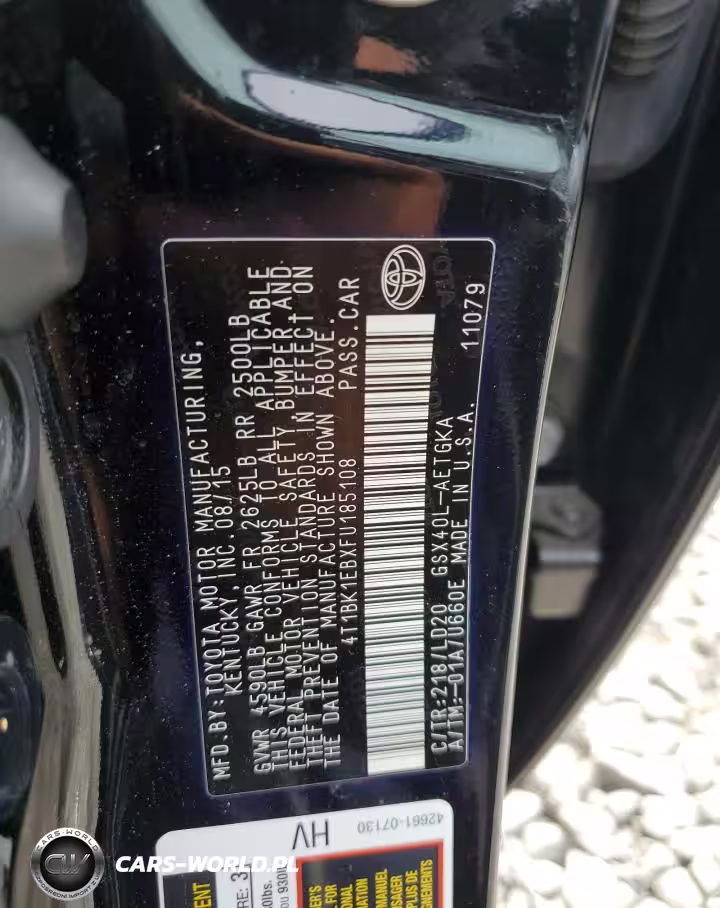 MFD.BY:TOYOTA MOTOR MANUFACTURING,
KENTUCKY, INC.08/15
GVWR 4590LB GAWR FR 2625LB RR 2500LB
THIS VEHICLE CONFORMS TO ALL APPLICABLE
FEDERAL MOTOR VEHICLE SAFETY, BUMPER AND
THEFT PREVENTION STANDARDS IN EFFECT ON
THE DATE OF MANUFACTURE SHOWN ABOVE.
4T1BK1EBXFU185108 PASS.CAR
C/TR:218/LD20 GSX40L-AETGKA
A/TM:-01A/U660E MADE IN U.S.A. 11079
HV
42661-07130
CARS-WORLD
CW
CARS-WORLD.PL